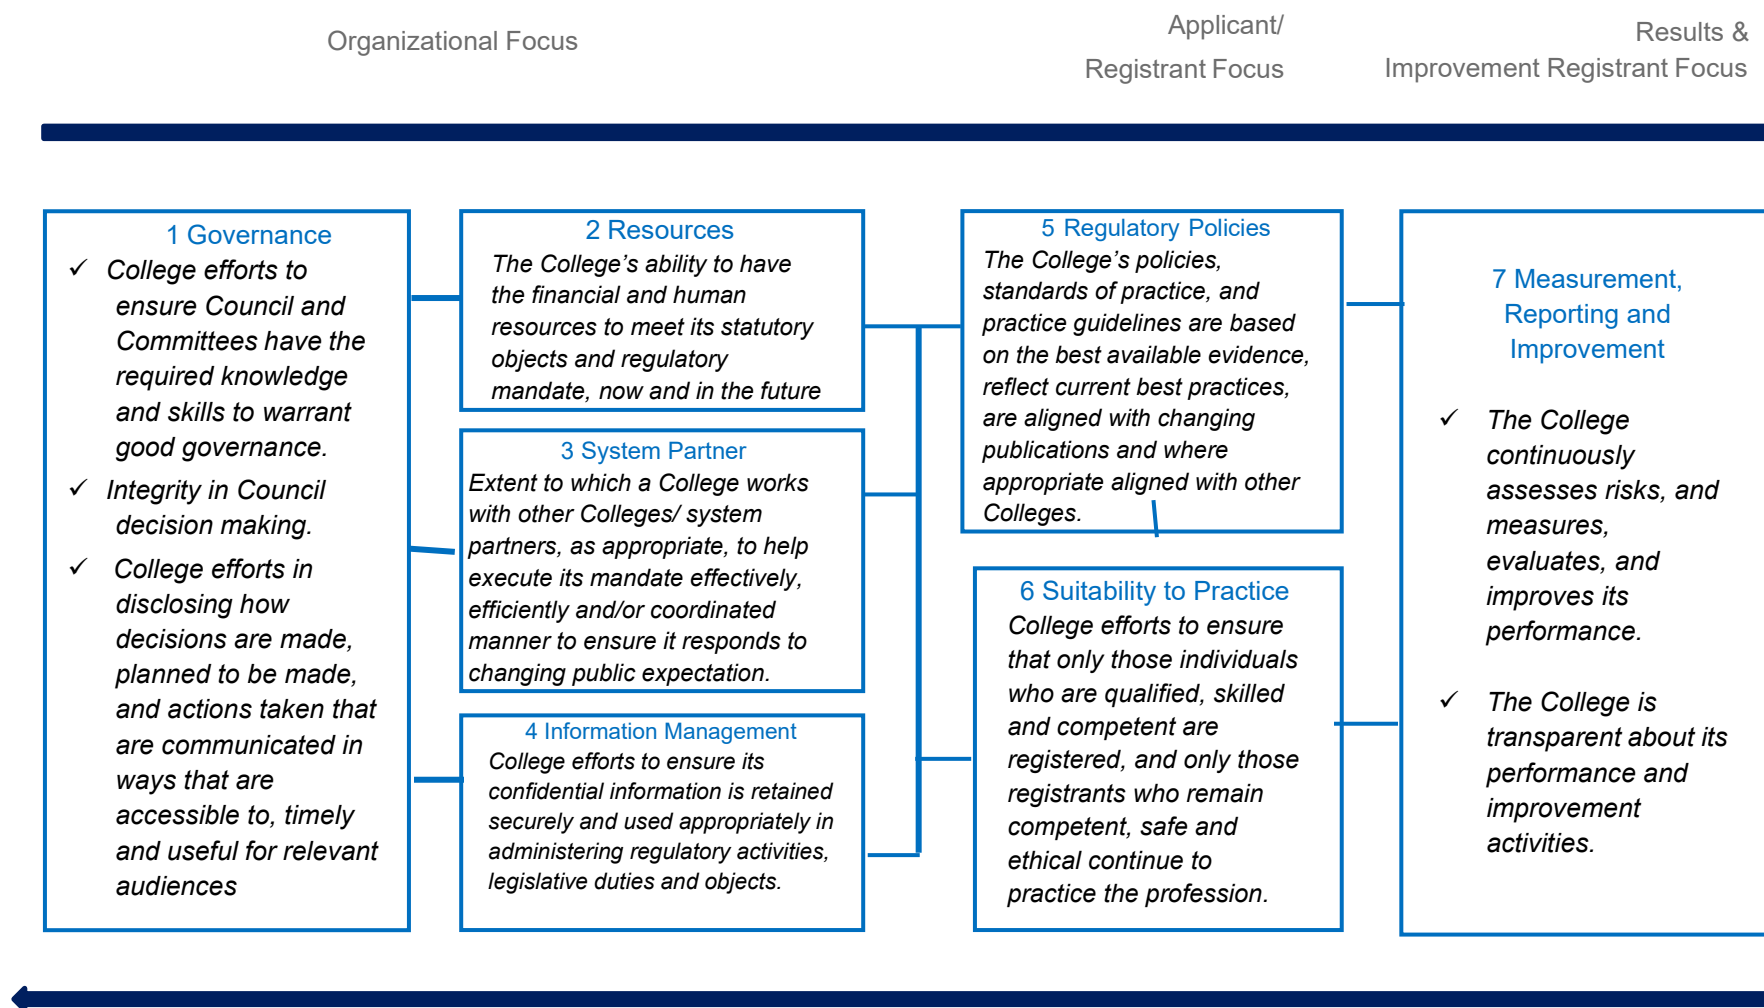 Organizational Focus
Applicant/
Registrant Focus
Results &
Improvement Registrant Focus
1 Governance
✓ College efforts to
ensure Council and
Committees have the
required knowledge
and skills to warrant
good governance.
✓ Integrity in Council
decision making.
✓ College efforts in
disclosing how
decisions are made,
planned to be made,
and actions taken that
are communicated in
ways that are
accessible to, timely
and useful for relevant
audiences
2 Resources
The College’s ability to have
the financial and human
resources to meet its statutory
objects and regulatory
mandate, now and in the future
3 System Partner
Extent to which a College works
with other Colleges/ system
partners, as appropriate, to help
execute its mandate effectively,
efficiently and/or coordinated
manner to ensure it responds to
changing public expectation.
4 Information Management
College efforts to ensure its
confidential information is retained
securely and used appropriately in
administering regulatory activities,
legislative duties and objects.
5 Regulatory Policies
The College’s policies,
standards of practice, and
practice guidelines are based
on the best available evidence,
reflect current best practices,
are aligned with changing
publications and where
appropriate aligned with other
Colleges.
6 Suitability to Practice
College efforts to ensure
that only those individuals
who are qualified, skilled
and competent are
registered, and only those
registrants who remain
competent, safe and
ethical continue to
practice the profession.
7 Measurement,
Reporting and
Improvement
✓ The College
continuously
assesses risks, and
measures,
evaluates, and
improves its
performance.
✓ The College is
transparent about its
performance and
improvement
activities.